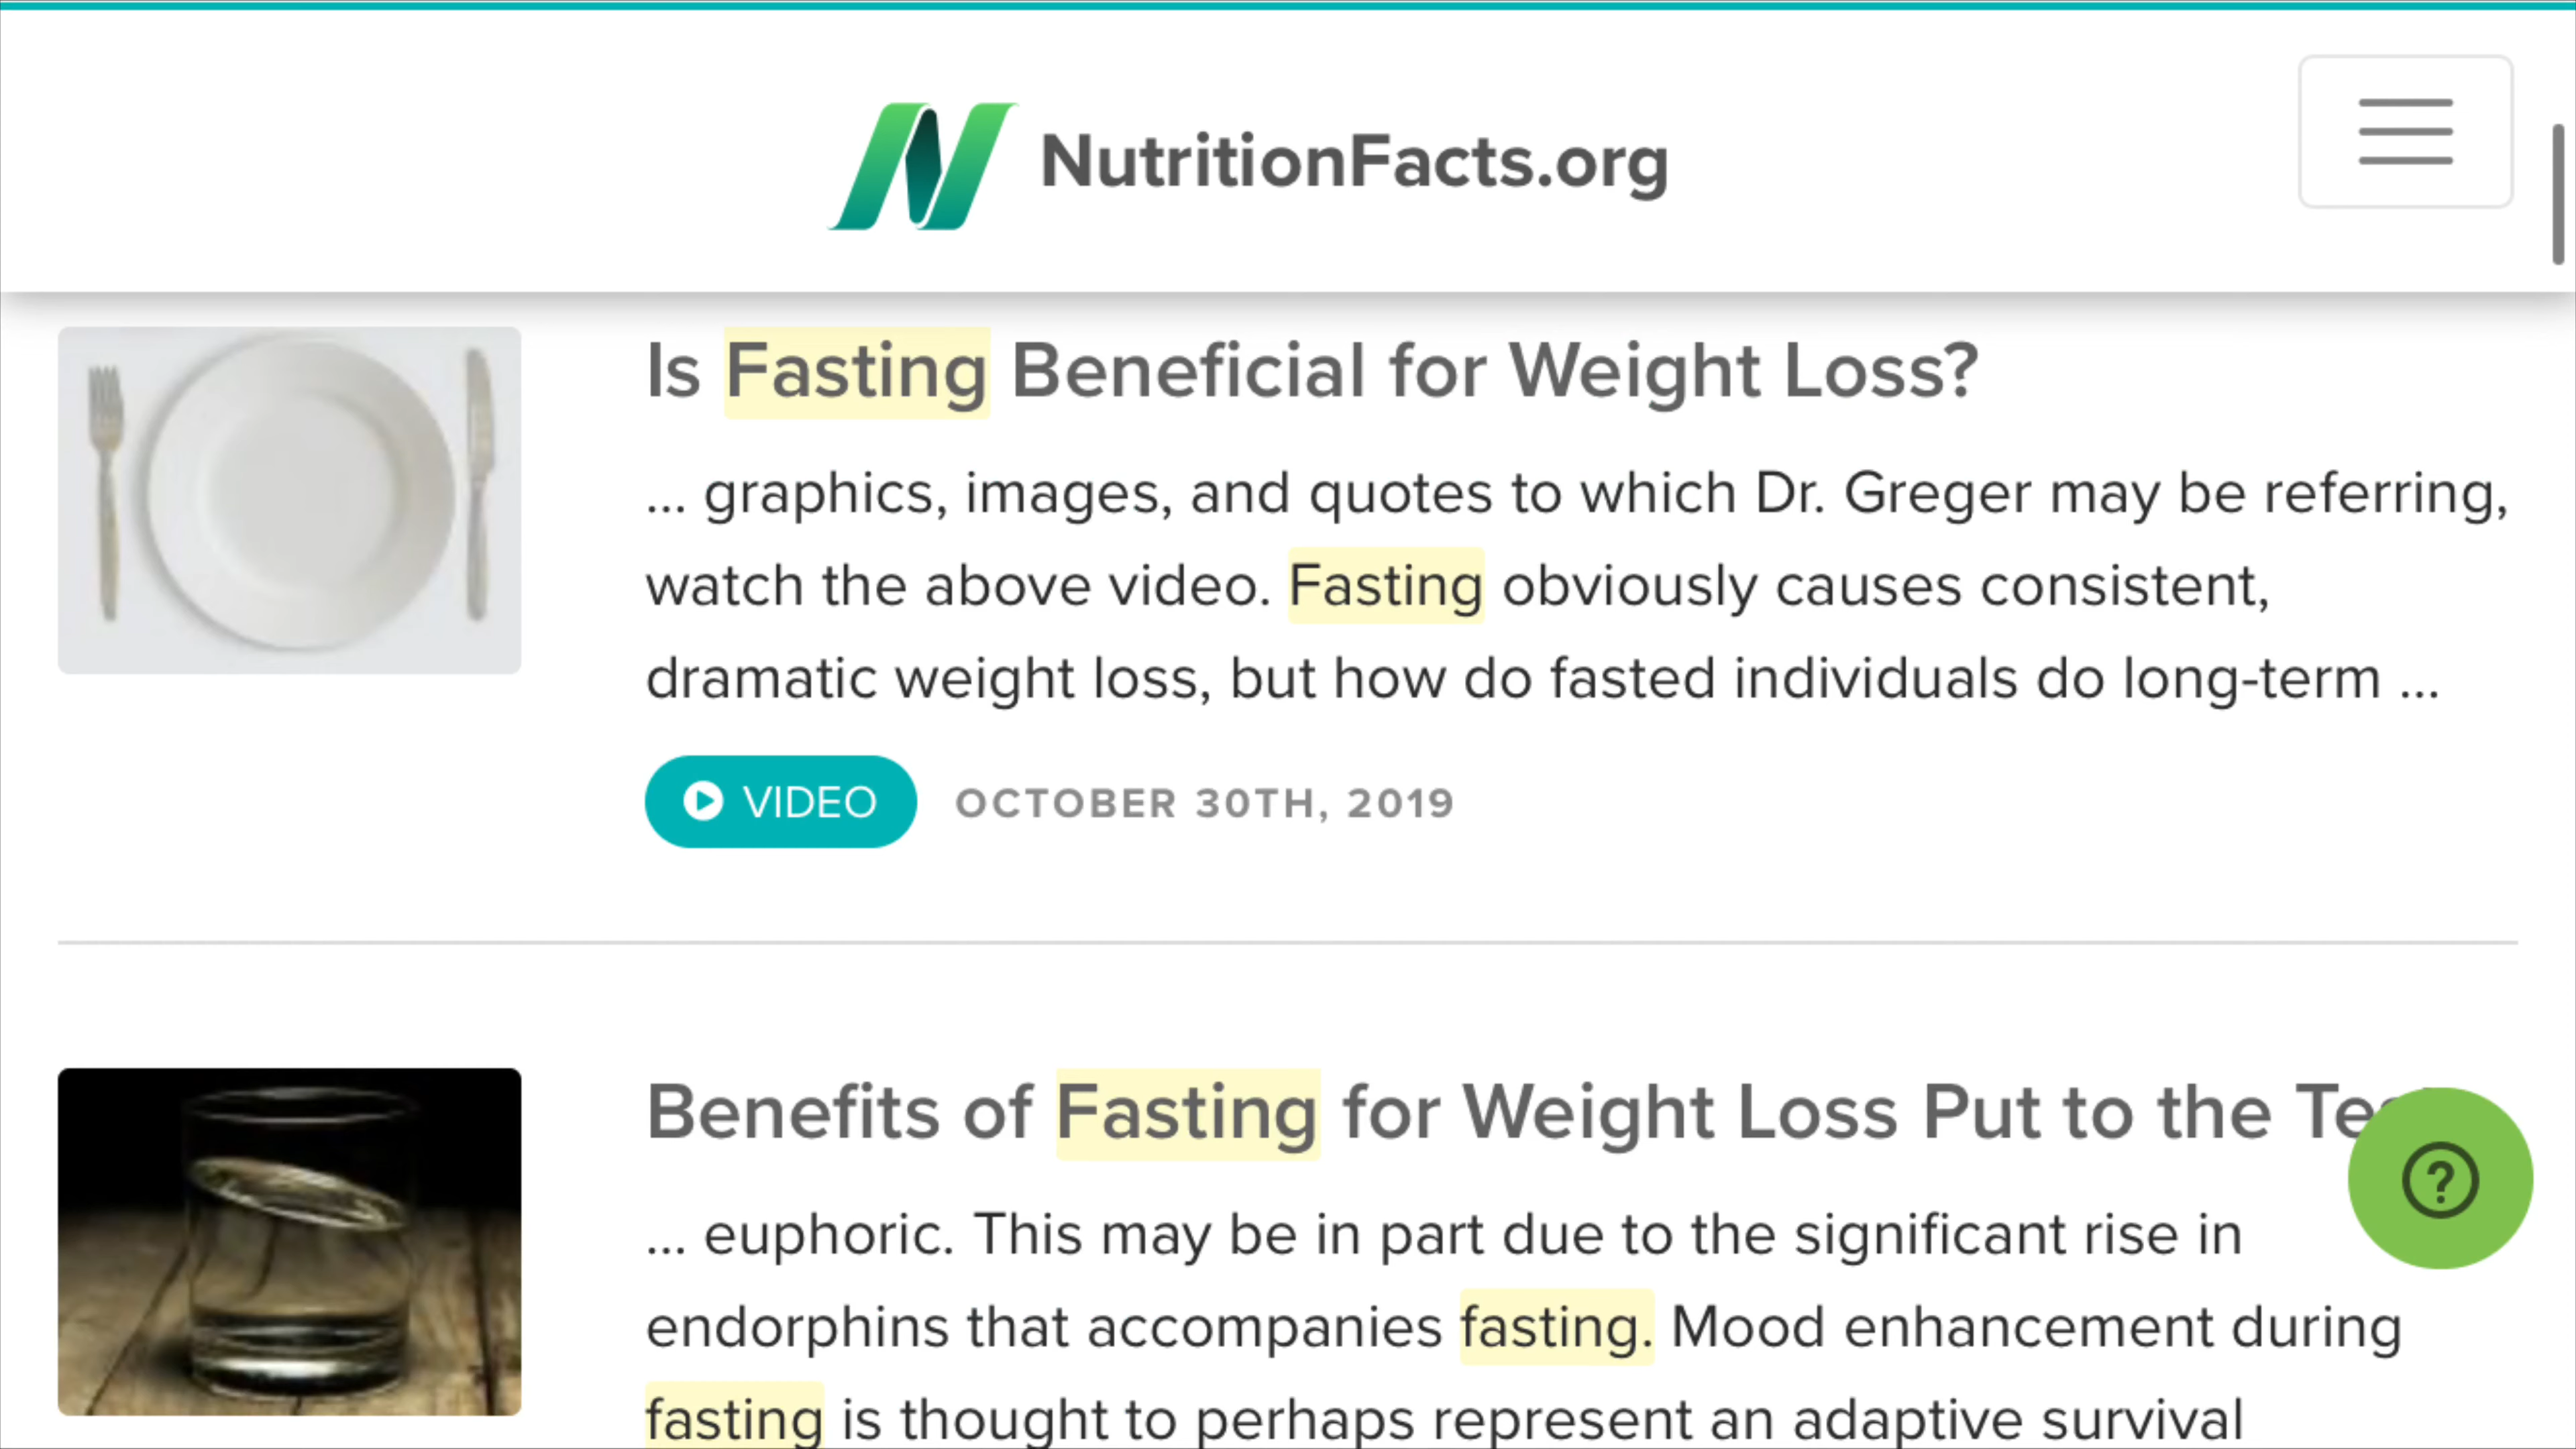 NutritionFacts.org
Is Fasting Beneficial for Weight Loss?
... graphics, images, and quotes to which Dr. Greger may be referring,
watch the above video. Fasting obviously causes consistent,
dramatic weight loss, but how do fasted individuals do long-term ...
VIDEO OCTOBER 30TH, 2019
Benefits of Fasting for Weight Loss Put to the
?
... euphoric. This may be in part due to the significant rise in
endorphins that accompanies fasting. Mood enhancement during
fasting is thought to perhaps represent an adaptive survival